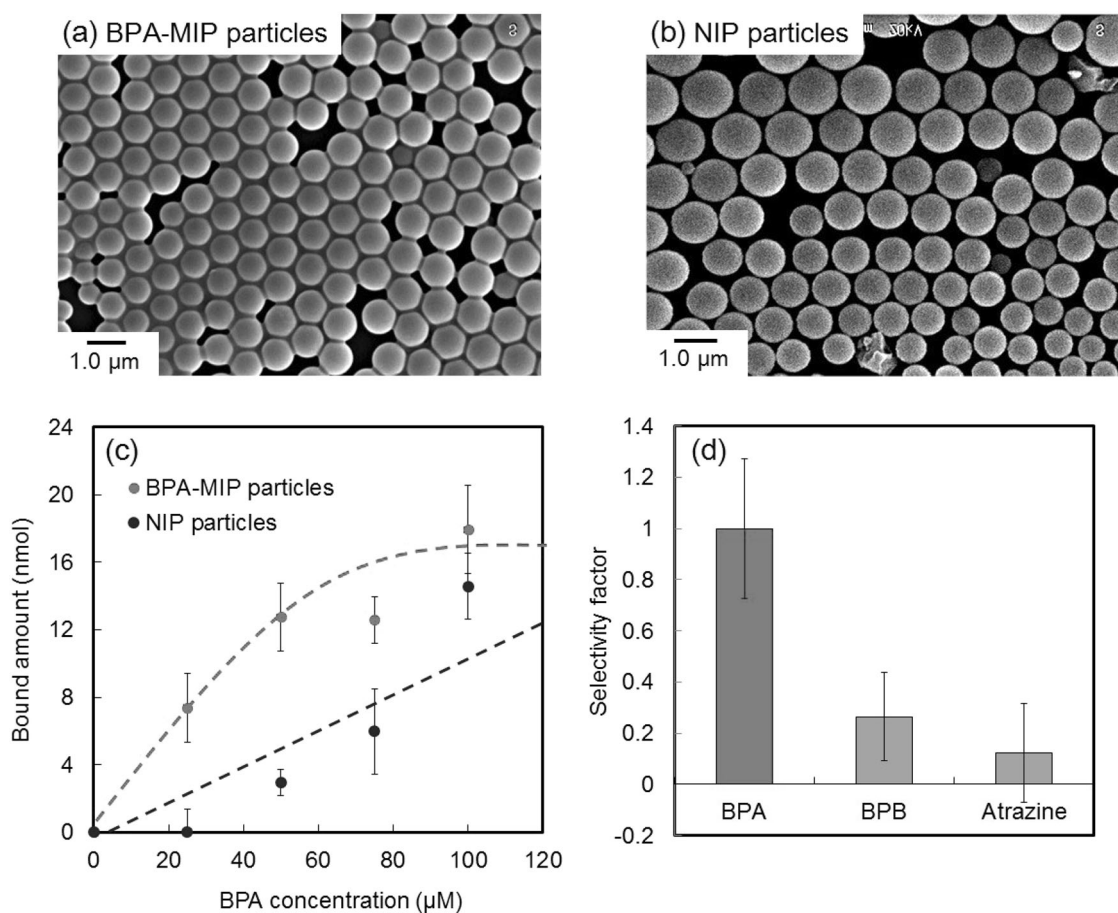 (a) BPA-MIP particles
(b) NIP particles
20KV
1.0 µm
1.0 µm
(c)
BPA-MIP particles
NIP particles
Bound amount (nmol)
24
20
16
12
8
4
0
0 20 40 60 80 100 120
BPA concentration (µM)
(d)
Selectivity factor
1.4
1.2
1
0.8
0.6
0.4
0.2
0
-0.2
BPA BPB Atrazine